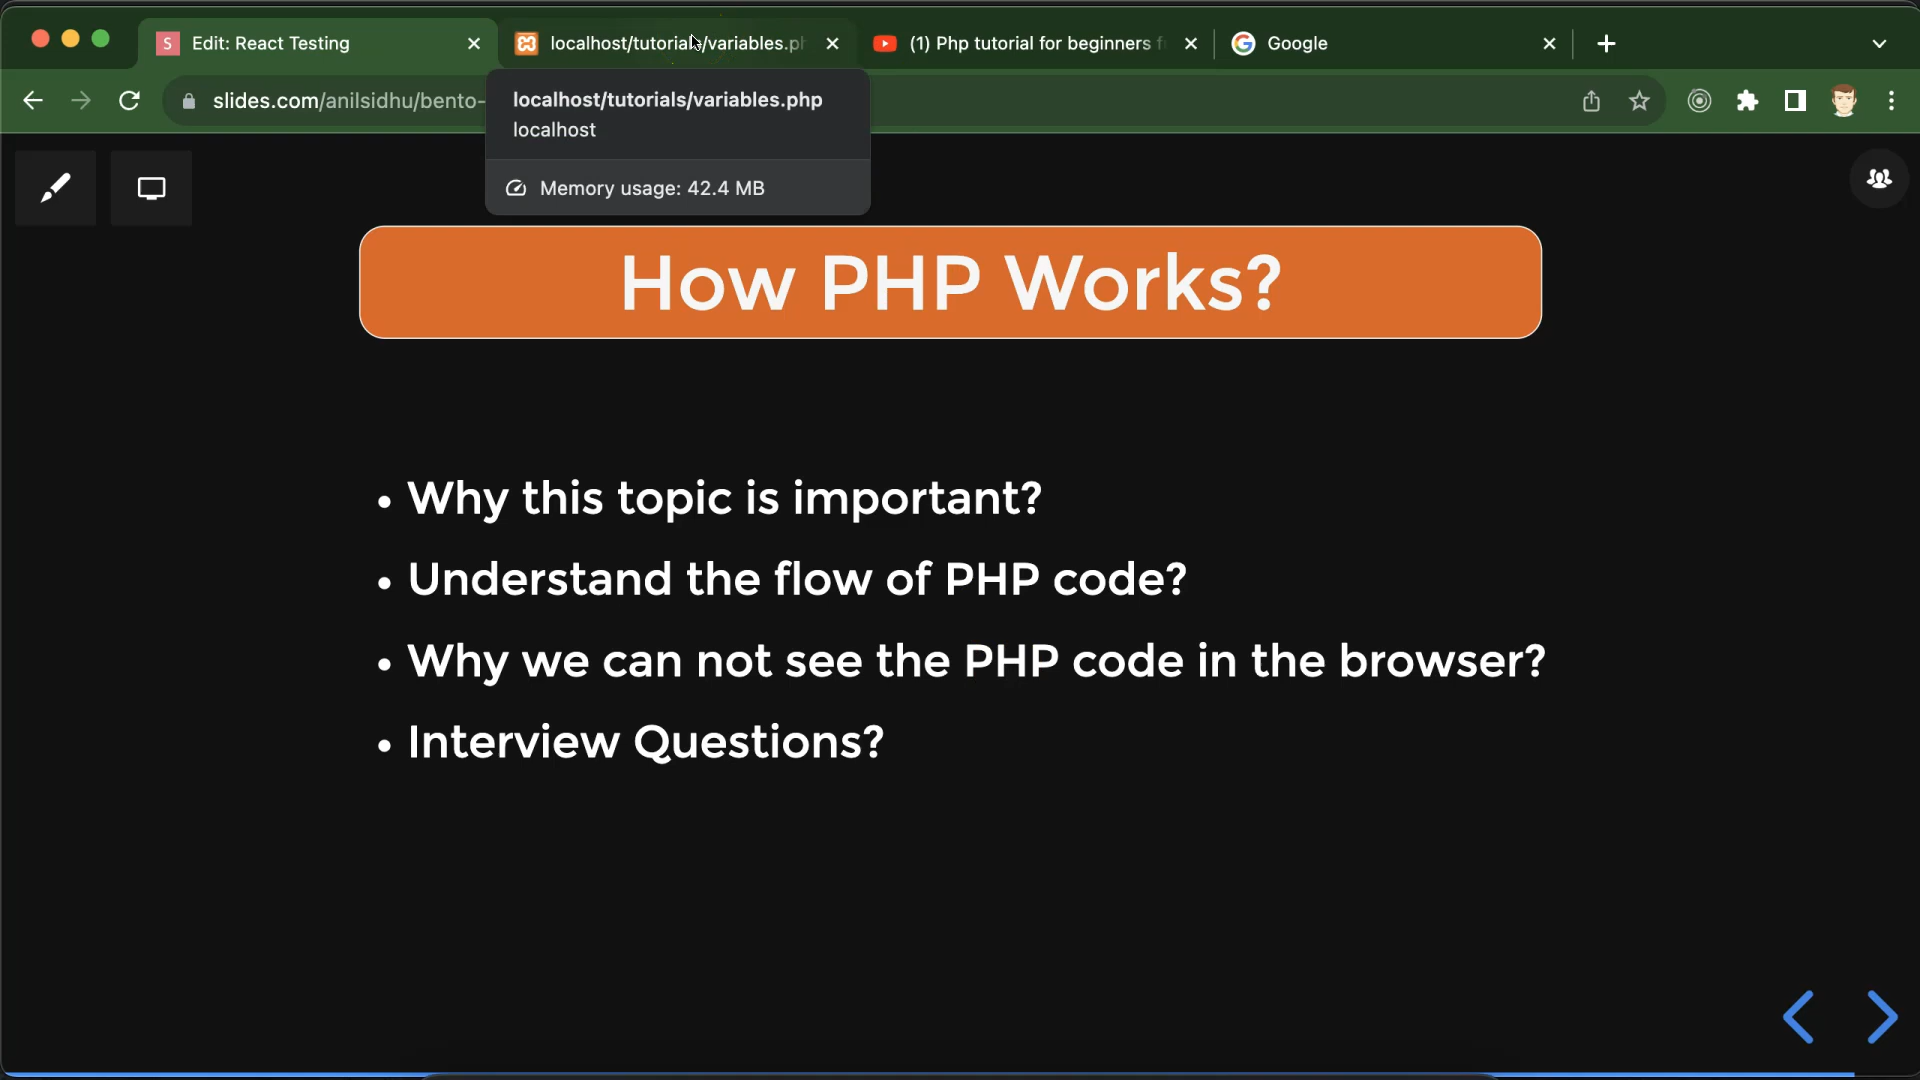 S Edit: React Testing
localhost/tutorials/variables.ph
(1) Php tutorial for beginners f
Google
slides.com/anilsidhu/bento-
localhost/tutorials/variables.php
localhost
Memory usage: 42.4 MB
How PHP Works?
• Why this topic is important?
• Understand the flow of PHP code?
• Why we can not see the PHP code in the browser?
• Interview Questions?